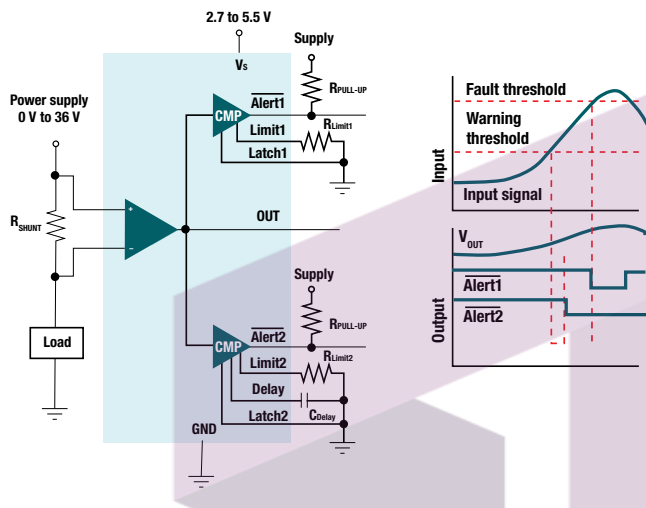 2.7 to 5.5 V
Vs
Supply
RPULL-UP
Power supply
0 V to 36 V
CMP
Alert1
Limit1
RLimit1
Latch1
RSHUNT
+
−
OUT
Load
Supply
RPULL-UP
CMP
Alert2
Limit2
RLimit2
Delay
CDelay
Latch2
GND
Input
Fault threshold
Warning
threshold
Input signal
Output
VOUT
Alert1
Alert2